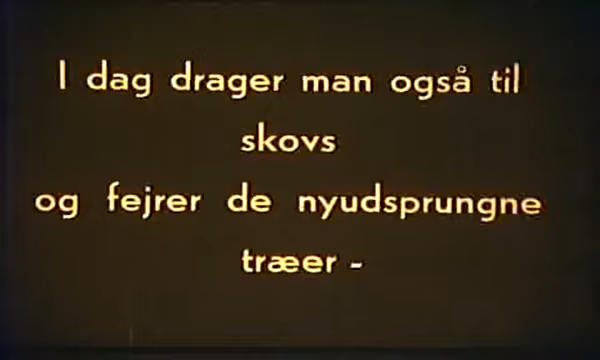 I dag drager man også til
skovs
og fejrer de nyudsprungne
træer -